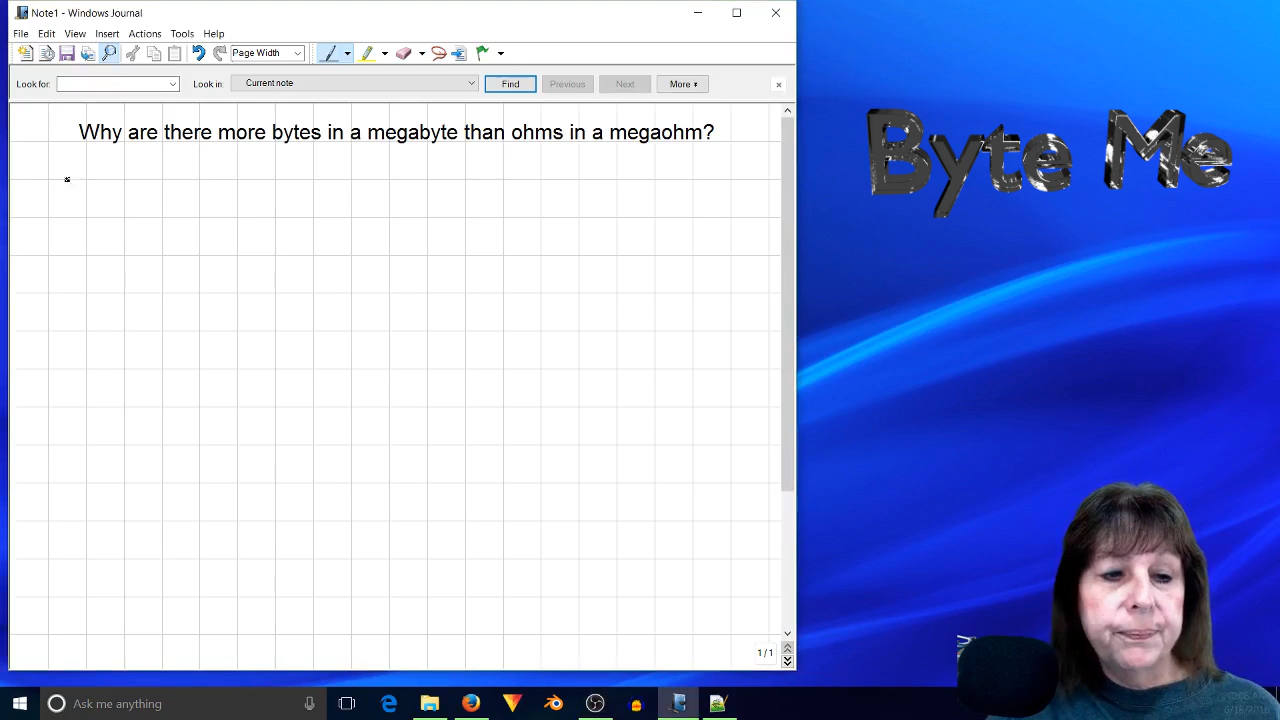 Note1 - Windows Journal
File Edit View Insert Actions Tools Help
Page Width
Look for: Look in: Current note Find Previous Next More
Why are there more bytes in a megabyte than ohms in a megaohm?
Byte Me
1 / 1
Ask me anything